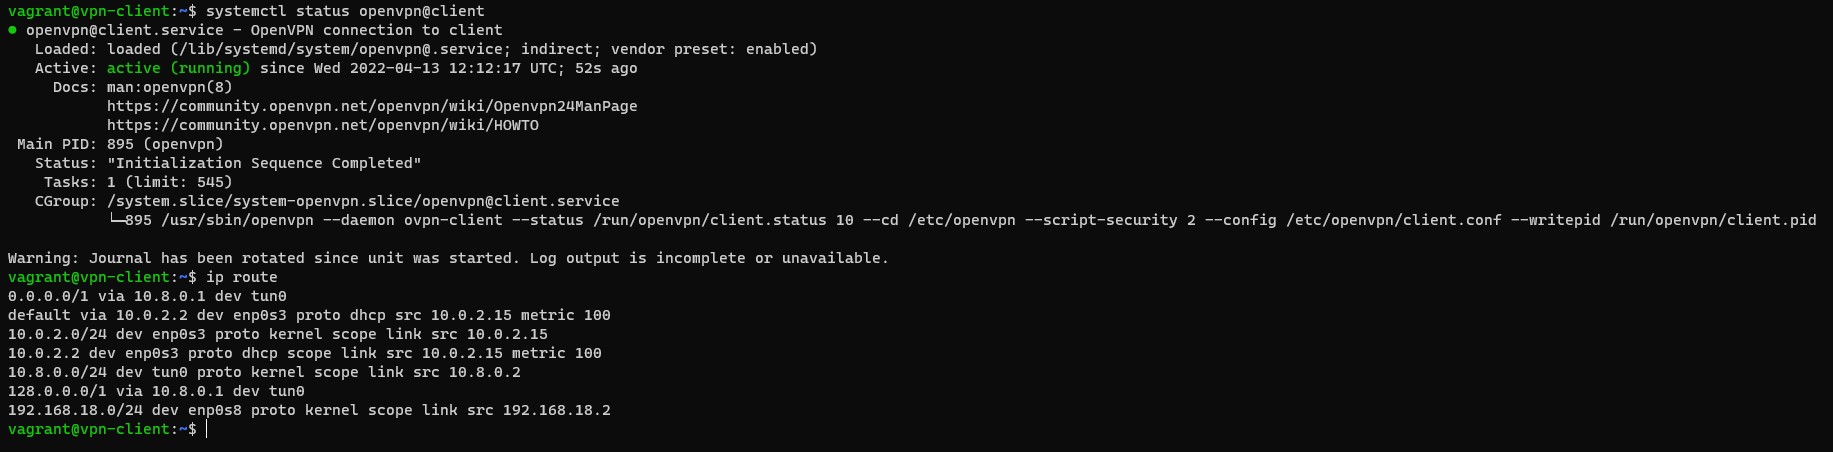 vagrant@vpn-client:~$ systemctl status openvpn@client
● openvpn@client.service - OpenVPN connection to client
   Loaded: loaded (/lib/systemd/system/openvpn@.service; indirect; vendor preset: enabled)
   Active: active (running) since Wed 2022-04-13 12:12:17 UTC; 52s ago
     Docs: man:openvpn(8)
           https://community.openvpn.net/openvpn/wiki/Openvpn24ManPage
           https://community.openvpn.net/openvpn/wiki/HOWTO
 Main PID: 895 (openvpn)
   Status: "Initialization Sequence Completed"
    Tasks: 1 (limit: 545)
   CGroup: /system.slice/system-openvpn.slice/openvpn@client.service
           └─895 /usr/sbin/openvpn --daemon ovpn-client --status /run/openvpn/client.status 10 --cd /etc/openvpn --script-security 2 --config /etc/openvpn/client.conf --writepid /run/openvpn/client.pid
Warning: Journal has been rotated since unit was started. Log output is incomplete or unavailable.
vagrant@vpn-client:~$ ip route
0.0.0.0/1 via 10.8.0.1 dev tun0
default via 10.0.2.2 dev enp0s3 proto dhcp src 10.0.2.15 metric 100
10.0.2.0/24 dev enp0s3 proto kernel scope link src 10.0.2.15
10.0.2.2 dev enp0s3 proto dhcp scope link src 10.0.2.15 metric 100
10.8.0.0/24 dev tun0 proto kernel scope link src 10.8.0.2
128.0.0.0/1 via 10.8.0.1 dev tun0
192.168.18.0/24 dev enp0s8 proto kernel scope link src 192.168.18.2
vagrant@vpn-client:~$